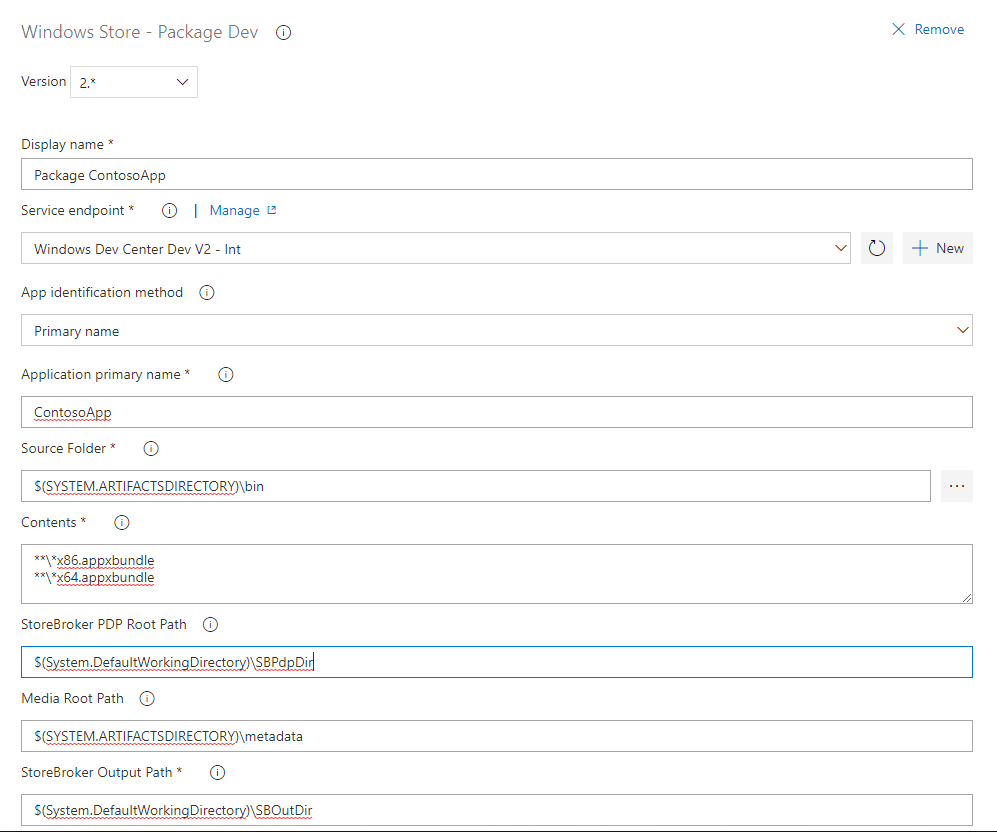 Windows Store - Package Dev
Remove
Version 2.*
Display name *
Package ContosoApp
Service endpoint * | Manage
Windows Dev Center Dev V2 - Int
New
App identification method
Primary name
Application primary name *
ContosoApp
Source Folder *
$(SYSTEM.ARTIFACTSDIRECTORY)\bin
...
Contents *
**\*x86.appxbundle
**\*x64.appxbundle
StoreBroker PDP Root Path
$(System.DefaultWorkingDirectory)\SBPdpDir
Media Root Path
$(SYSTEM.ARTIFACTSDIRECTORY)\metadata
StoreBroker Output Path *
$(System.DefaultWorkingDirectory)\SBOutDir